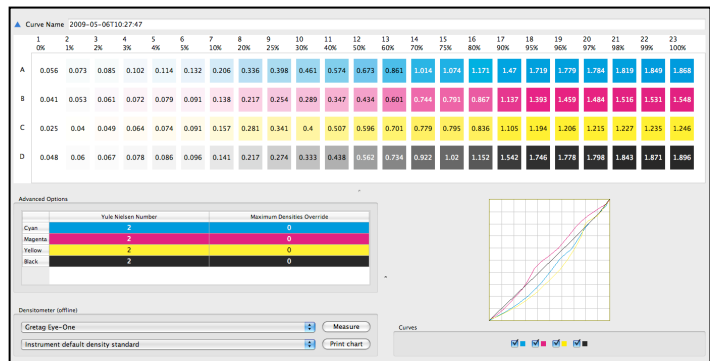 Curve Name 2009-05-06T10:27:47
1 2 3 4 5 6 7 8 9 10 11 12 13 14 15 16 17 18 19 20 21 22 23
0% 1% 2% 3% 4% 5% 10% 20% 25% 30% 40% 50% 60% 70% 75% 80% 90% 95% 96% 97% 98% 99% 100%
A 0.056 0.073 0.085 0.102 0.114 0.132 0.206 0.336 0.398 0.461 0.574 0.673 0.861 1.014 1.074 1.171 1.47 1.719 1.779 1.784 1.819 1.849 1.868
B 0.041 0.053 0.061 0.072 0.079 0.091 0.138 0.217 0.254 0.289 0.347 0.434 0.601 0.744 0.791 0.867 1.137 1.393 1.459 1.484 1.516 1.531 1.548
C 0.025 0.04 0.049 0.064 0.074 0.091 0.157 0.281 0.341 0.4 0.507 0.596 0.701 0.779 0.795 0.836 1.105 1.194 1.206 1.215 1.227 1.235 1.246
D 0.048 0.06 0.067 0.078 0.086 0.096 0.141 0.217 0.274 0.333 0.438 0.562 0.734 0.922 1.02 1.152 1.542 1.746 1.778 1.798 1.843 1.871 1.896
Advanced Options
Yule Nielsen Number Maximum Densities Override
Cyan 2 0
Magenta 2 0
Yellow 2 0
Black 2 0
Densitometer (offline)
Gretag Eye-One Measure
Instrument default density standard Print chart
Curves